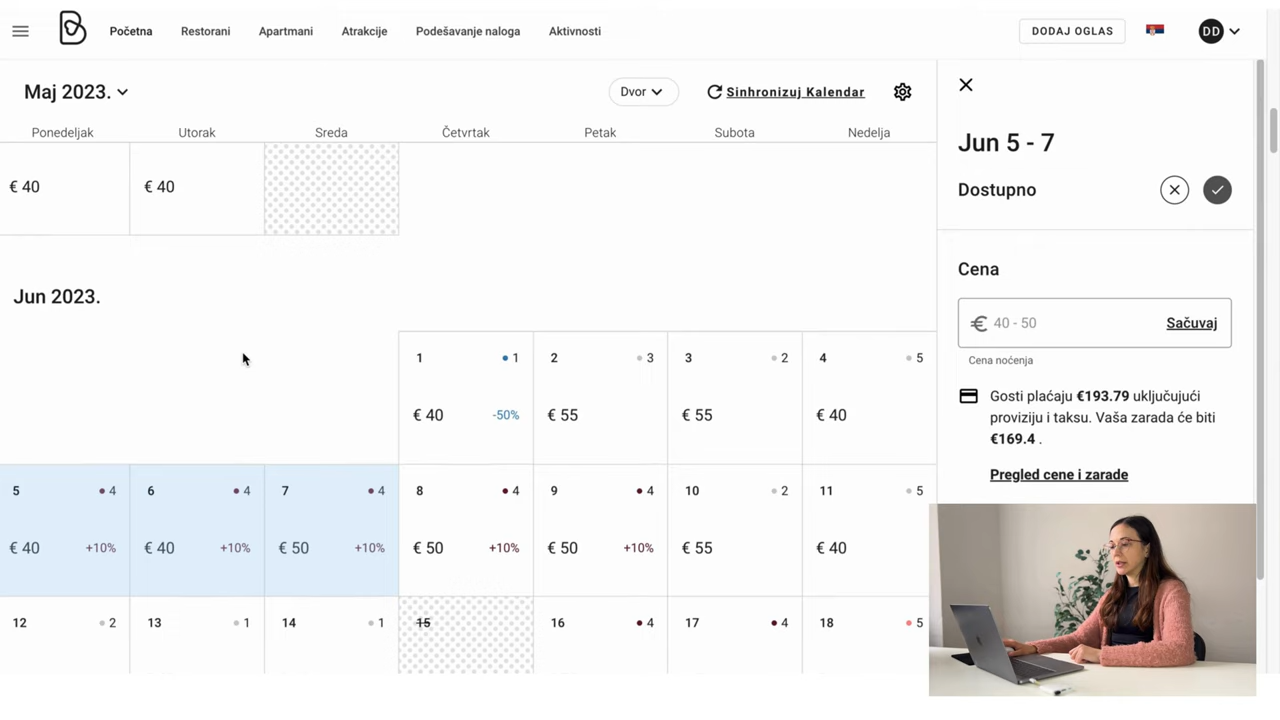 Početna Restorani Apartmani Atrakcije Podešavanje naloga Aktivnosti DODAJ OGLAS DD
Maj 2023. Dvor Sinhronizuj Kalendar
Ponedeljak Utorak Sreda Četvrtak Petak Subota Nedelja
€ 40 € 40
Jun 2023.
1 1 2 3 3 2 4 5
€ 40 -50% € 55 € 55 € 40
5 4 6 4 7 4 8 4 9 4 10 2 11 5
€ 40 +10% € 40 +10% € 50 +10% € 50 +10% € 50 +10% € 55 € 40
12 2 13 1 14 1 15 16 4 17 4 18 5
Jun 5 - 7
Dostupno
Cena
€ 40 - 50 Sačuvaj
Cena noćenja
Gosti plaćaju €193.79 uključujući
proviziju i taksu. Vaša zarada će biti
€169.4 .
Pregled cene i zarade